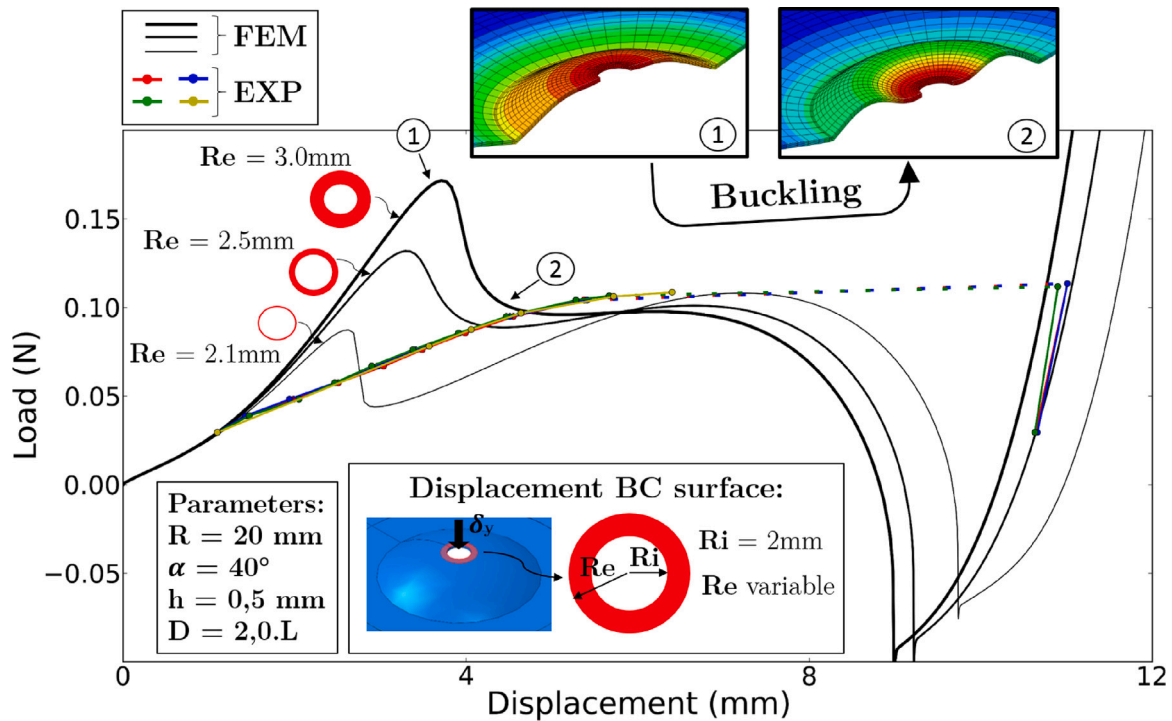 FEM
EXP
1
2
Buckling
1
Re = 3.0mm
Re = 2.5mm
Re = 2.1mm
2
Load (N)
0.15
0.10
0.05
0.00
−0.05
Parameters:
R = 20 mm
α = 40°
h = 0,5 mm
D = 2,0.L
Displacement BC surface:
δy
Re
Ri
Ri = 2mm
Re variable
0
4
8
12
Displacement (mm)